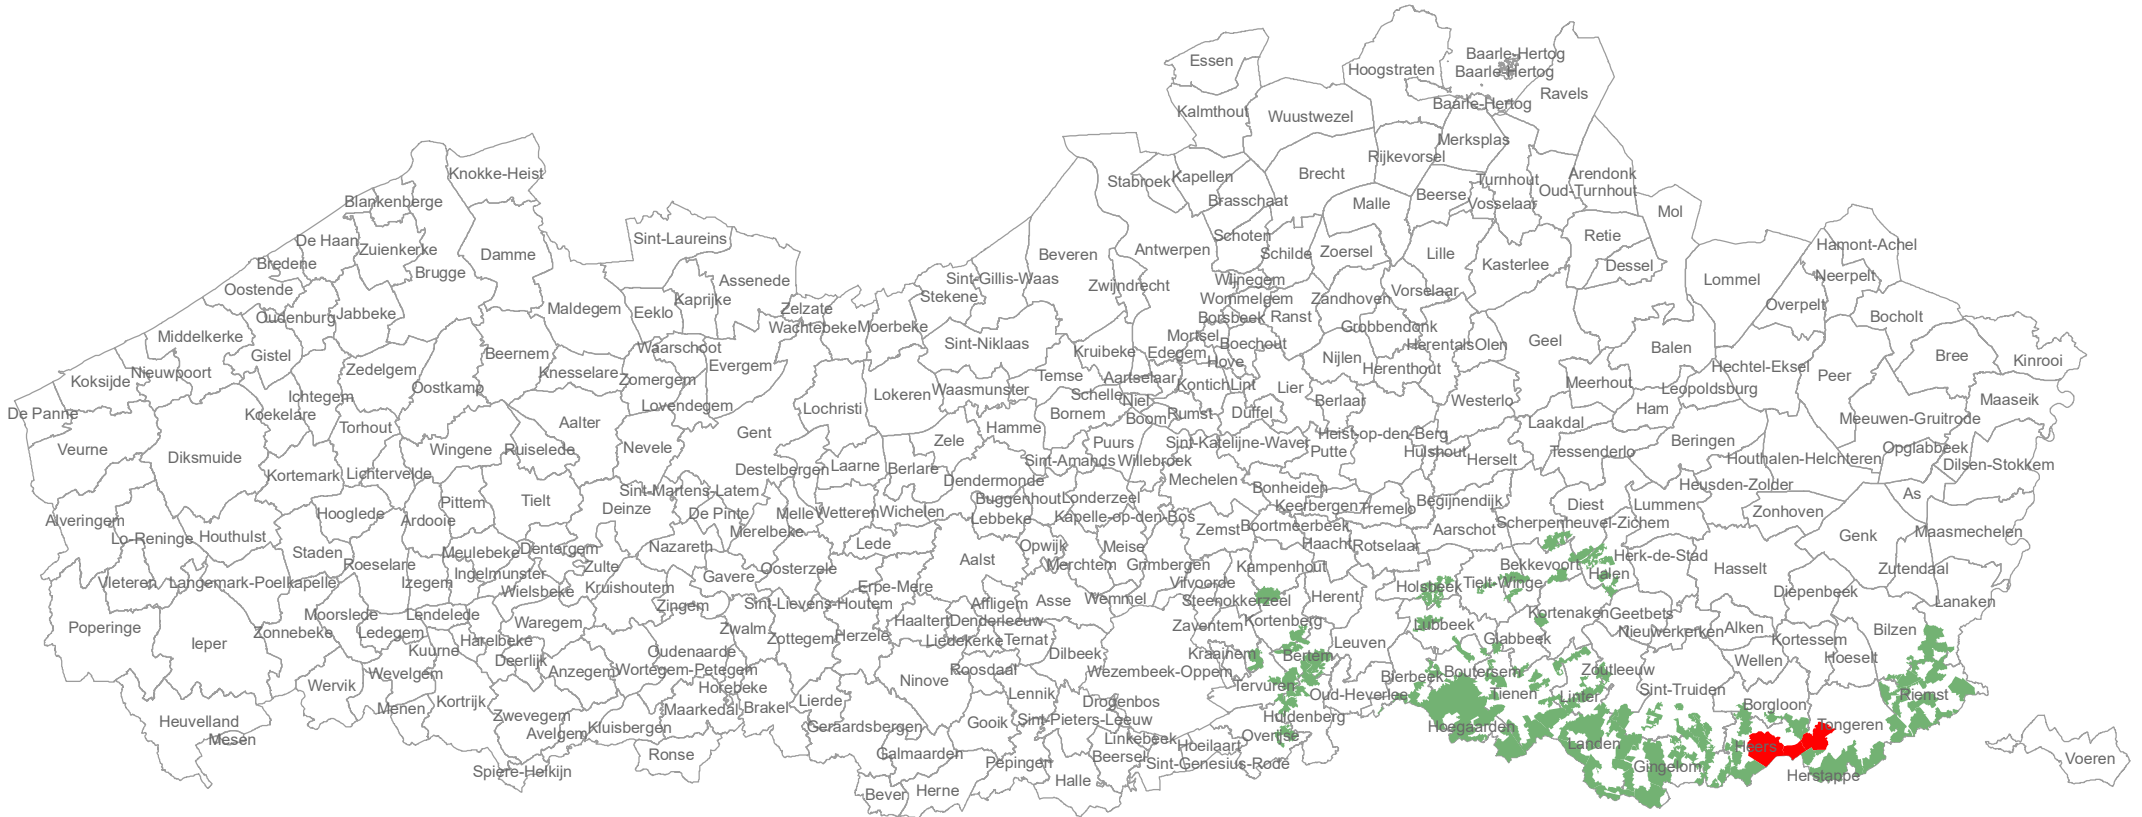 Baarle-Hertog
Essen
Hoogstraten
Baarle-Hertog
Ravels
Baarle-Hertog
Kalmthout
Wuustwezel
Merksplas
Rijkevorsel
Knokke-Heist
Stabroek
Kapellen
Brecht
Turnhout
Arendonk
Oud-Turnhout
Blankenberge
Brasschaat
Malle
Beerse
Vosselaar
Mol
De Haan
Zuienkerke
Damme
Sint-Laureins
Schoten
Retie
Hamont-Achel
Bredene
Brugge
Beveren
Antwerpen
Schilde
Zoersel
Lille
Kasterlee
Dessel
Lommel
Neerpelt
Oostende
Assenede
Sint-Gillis-Waas
Zwijndrecht
Wijnegem
Vorselaar
Oudenburg
Jabbeke
Maldegem
Eeklo
Kaprijke
Zelzate
Stekene
Wommelgem
Zandhoven
Overpelt
Middelkerke
Wachtebeke
Moerbeke
Borsbeek
Ranst
Grobbendonk
Bocholt
Gistel
Beernem
Waarschoot
Sint-Niklaas
Kruibeke
Mortsel
Edegem
Boechout
Nijlen
Herentals
Olen
Geel
Balen
Bree
Kinrooi
Koksijde
Nieuwpoort
Zedelgem
Oostkamp
Knesselare
Zomergem
Evergem
Waasmunster
Temse
Aartselaar
Hove
Herenthout
Hechtel-Eksel
Peer
De Panne
Koekelare
Ichtegem
Lovendegem
Lochristi
Lokeren
Schelle
Niel
Kontich
Lint
Lier
Meerhout
Leopoldsburg
Maaseik
Veurne
Torhout
Aalter
Gent
Hamme
Bornem
Boom
Rumst
Duffel
Berlaar
Westerlo
Laakdal
Ham
Meeuwen-Gruitrode
Diksmuide
Wingene
Ruiselede
Nevele
Zele
Puurs
Sint-Katelijne-Waver
Heist-op-den-Berg
Putte
Hulshout
Herselt
Tessenderlo
Beringen
Opglabbeek
Kortemark
Lichtervelde
Destelbergen
Laarne
Berlare
Sint-Amands
Willebroek
Houthalen-Helchteren
Dilsen-Stokkem
Sint-Martens-Latem
Dendermonde
Mechelen
Bonheiden
Heusden-Zolder
As
Alveringem
Hooglede
Pittem
Tielt
Deinze
De Pinte
Melle
Wetteren
Wichelen
Buggenhout
Londerzeel
Keerbergen
Tremelo
Begijnendijk
Diest
Lummen
Zonhoven
Lo-Reninge
Houthulst
Ardooie
Merelbeke
Lebbeke
Kapelle-op-den-Bos
Zemst
Boortmeerbeek
Aarschot
Scherpenheuvel-Zichem
Genk
Maasmechelen
Staden
Meulebeke
Dentergem
Nazareth
Lede
Aalst
Opwijk
Meise
Haacht
Rotselaar
Herk-de-Stad
Roeselare
Ingelmunster
Zulte
Oosterzele
Merchtem
Grimbergen
Kampenhout
Bekkevoort
Halen
Hasselt
Zutendaal
Vleteren
Langemark-Poelkapelle
Izegem
Wielsbeke
Kruishoutem
Gavere
Erpe-Mere
Vilvoorde
Holsbeek
Tielt-Winge
Diepenbeek
Moorslede
Lendelede
Zingem
Sint-Lievens-Houtem
Affligem
Asse
Wemmel
Steenokkerzeel
Herent
Kortenaken
Geetbets
Lanaken
Poperinge
Zonnebeke
Ledegem
Waregem
Zwalm
Haaltert
Denderleeuw
Zaventem
Kortenberg
Lubbeek
Nieuwerkerken
Alken
Bilzen
Ieper
Kuurne
Harelbeke
Oudenaarde
Zottegem
Herzele
Liedekerke
Ternat
Dilbeek
Kraainem
Bertem
Leuven
Glabbeek
Kortessem
Wevelgem
Deerlijk
Anzegem
Wortegem-Petegem
Roosdaal
Wezembeek-Oppem
Bierbeek
Boutersem
Zoutleeuw
Wellen
Hoeselt
Wervik
Horebeke
Ninove
Tervuren
Oud-Heverlee
Tienen
Linter
Sint-Truiden
Riemst
Menen
Kortrijk
Maarkedal
Brakel
Lierde
Lennik
Drogenbos
Borgloon
Heuvelland
Zwevegem
Kluisbergen
Geraardsbergen
Gooik
Sint-Pieters-Leeuw
Huldenberg
Hoegaarden
Tongeren
Mesen
Avelgem
Linkebeek
Hoeilaart
Overijse
Landen
Heers
Ronse
Galmaarden
Pepingen
Beersel
Sint-Genesius-Rode
Gingelom
Voeren
Spiere-Helkijn
Halle
Herstappe
Bever
Herne